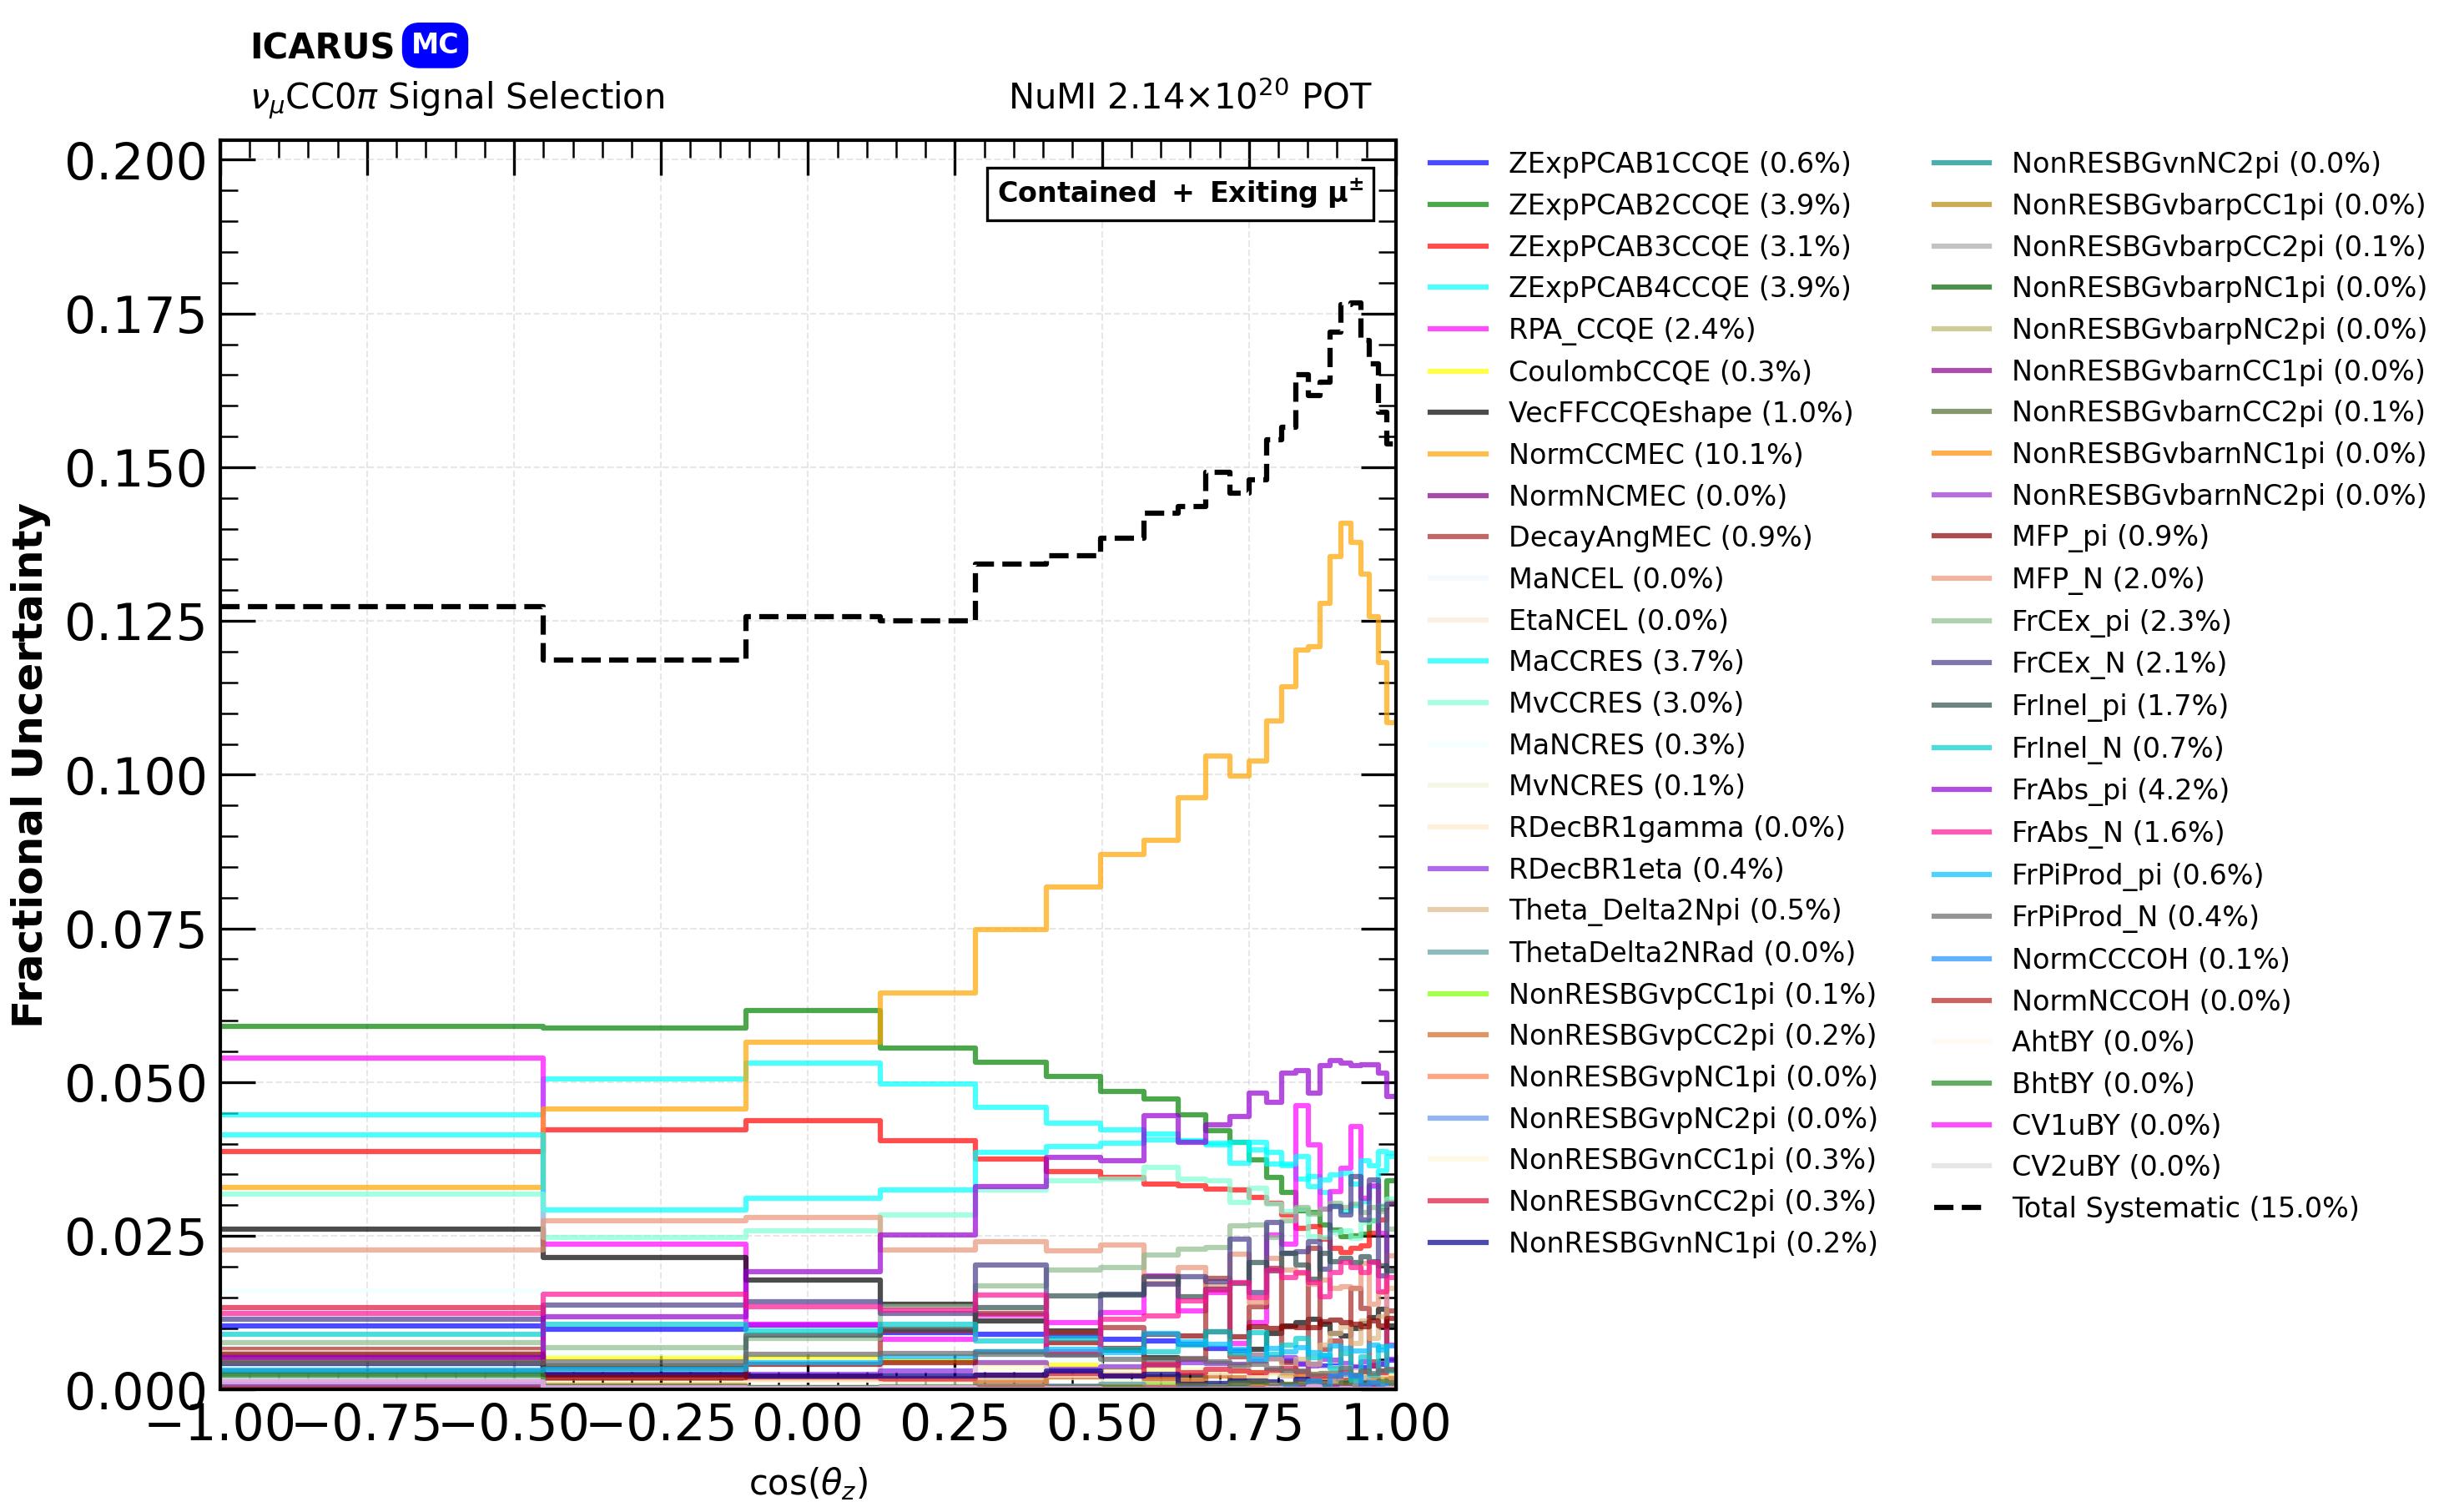 ICARUS MC
νμCC0π Signal Selection
NuMI 2.14×10²⁰ POT
Contained + Exiting μ±
Fractional Uncertainty
0.200
0.175
0.150
0.125
0.100
0.075
0.050
0.025
0.000
−1.00 −0.75 −0.50 −0.25 0.00 0.25 0.50 0.75 1.00
cos(θz)
ZExpPCAB1CCQE (0.6%)
ZExpPCAB2CCQE (3.9%)
ZExpPCAB3CCQE (3.1%)
ZExpPCAB4CCQE (3.9%)
RPA_CCQE (2.4%)
CoulombCCQE (0.3%)
VecFFCCQEshape (1.0%)
NormCCMEC (10.1%)
NormNCMEC (0.0%)
DecayAngMEC (0.9%)
MaNCEL (0.0%)
EtaNCEL (0.0%)
MaCCRES (3.7%)
MvCCRES (3.0%)
MaNCRES (0.3%)
MvNCRES (0.1%)
RDecBR1gamma (0.0%)
RDecBR1eta (0.4%)
Theta_Delta2Npi (0.5%)
ThetaDelta2NRad (0.0%)
NonRESBGvpCC1pi (0.1%)
NonRESBGvpCC2pi (0.2%)
NonRESBGvpNC1pi (0.0%)
NonRESBGvpNC2pi (0.0%)
NonRESBGvnCC1pi (0.3%)
NonRESBGvnCC2pi (0.3%)
NonRESBGvnNC1pi (0.2%)
NonRESBGvnNC2pi (0.0%)
NonRESBGvbarpCC1pi (0.0%)
NonRESBGvbarpCC2pi (0.1%)
NonRESBGvbarpNC1pi (0.0%)
NonRESBGvbarpNC2pi (0.0%)
NonRESBGvbarnCC1pi (0.0%)
NonRESBGvbarnCC2pi (0.1%)
NonRESBGvbarnNC1pi (0.0%)
NonRESBGvbarnNC2pi (0.0%)
MFP_pi (0.9%)
MFP_N (2.0%)
FrCEx_pi (2.3%)
FrCEx_N (2.1%)
FrInel_pi (1.7%)
FrInel_N (0.7%)
FrAbs_pi (4.2%)
FrAbs_N (1.6%)
FrPiProd_pi (0.6%)
FrPiProd_N (0.4%)
NormCCCOH (0.1%)
NormNCCOH (0.0%)
AhtBY (0.0%)
BhtBY (0.0%)
CV1uBY (0.0%)
CV2uBY (0.0%)
Total Systematic (15.0%)